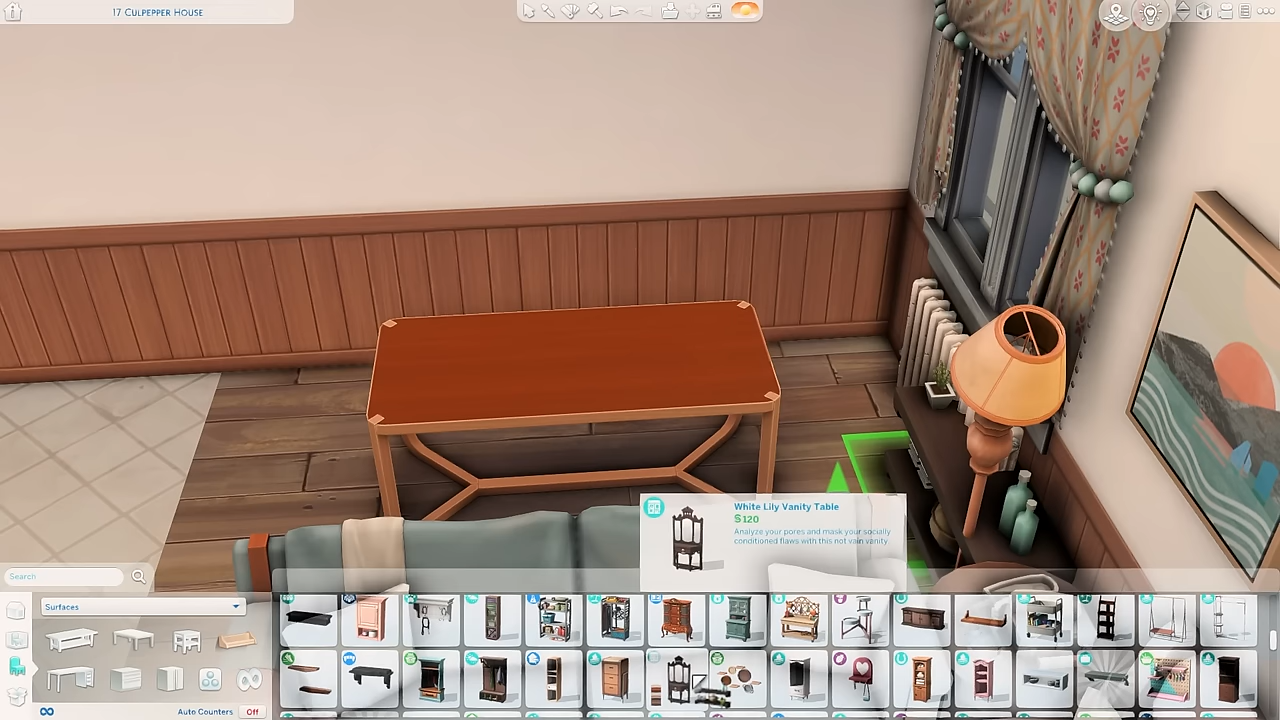 17 Culpepper House
White Lily Vanity Table
§120
Analyze your pores and mask your socially
conditioned flaws with this not vain vanity.
Search
Surfaces
Auto Counters
Off